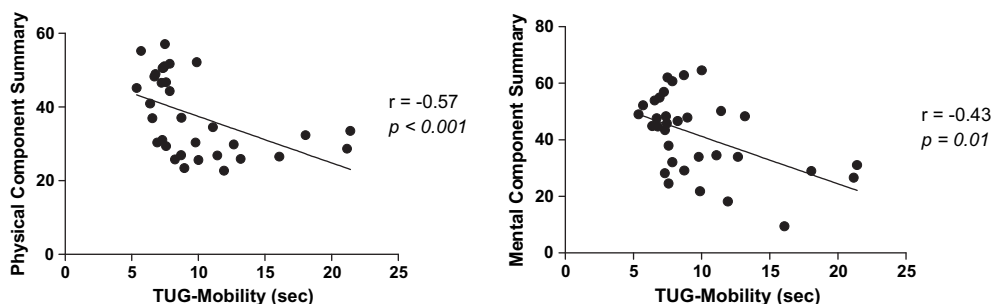 Physical Component Summary
60
40
20
0
0 5 10 15 20 25
TUG-Mobility (sec)
r = -0.57
p < 0.001
Mental Component Summary
80
60
40
20
0
0 5 10 15 20 25
TUG-Mobility (sec)
r = -0.43
p = 0.01